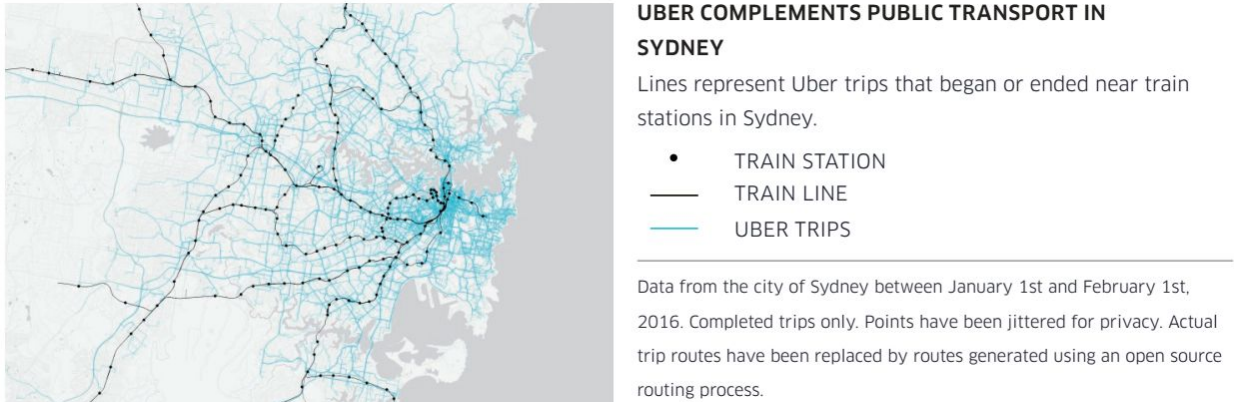 UBER COMPLEMENTS PUBLIC TRANSPORT IN
SYDNEY
Lines represent Uber trips that began or ended near train
stations in Sydney.
TRAIN STATION
TRAIN LINE
UBER TRIPS
Data from the city of Sydney between January 1st and February 1st,
2016. Completed trips only. Points have been jittered for privacy. Actual
trip routes have been replaced by routes generated using an open source
routing process.